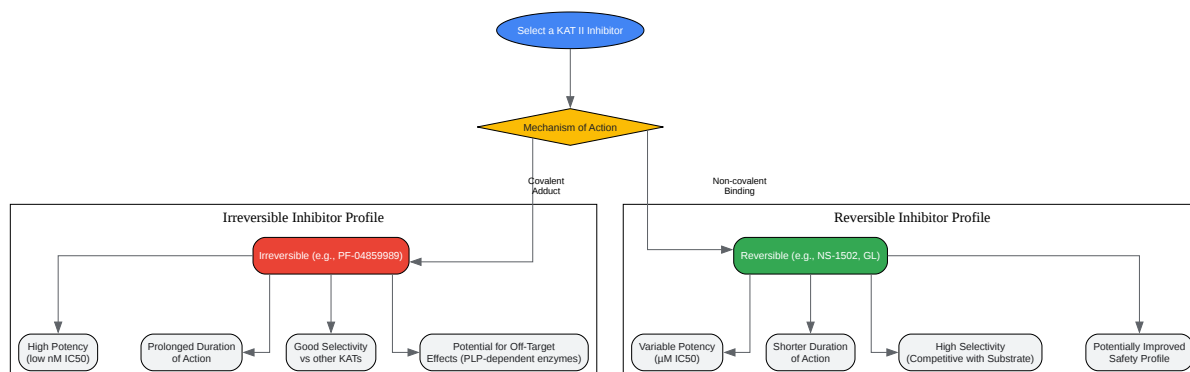 Select a KAT II Inhibitor
Mechanism of Action
Covalent
Adduct
Non-covalent
Binding
Irreversible Inhibitor Profile
Reversible Inhibitor Profile
Irreversible (e.g., PF-04859989)
Reversible (e.g., NS-1502, GL)
High Potency
(low nM IC50)
Prolonged Duration
of Action
Good Selectivity
vs other KATs
Potential for Off-Target
Effects (PLP-dependent enzymes)
Variable Potency
(µM IC50)
Shorter Duration
of Action
High Selectivity
(Competitive with Substrate)
Potentially Improved
Safety Profile